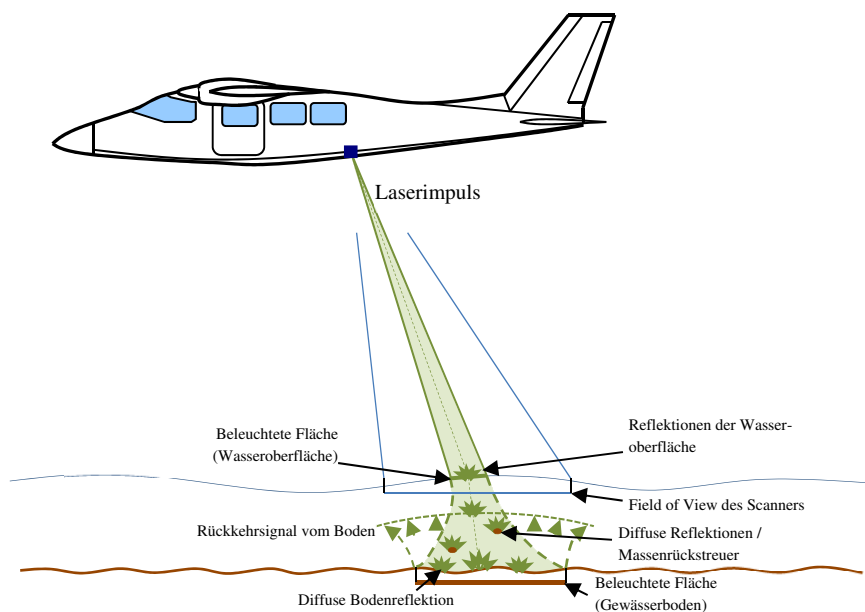 Laserimpuls
Beleuchtete Fläche
(Wasseroberfläche)
Reflektionen der Wasser-
oberfläche
Field of View des Scanners
Rückkehrsignal vom Boden
Diffuse Reflektionen /
Massenrückstreuer
Diffuse Bodenreflektion
Beleuchtete Fläche
(Gewässerboden)